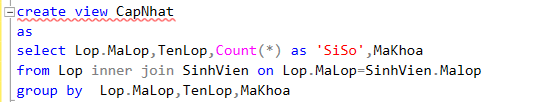 create view CapNhat
as
select Lop.MaLop,TenLop,Count(*) as 'SiSo',MaKhoa
from Lop inner join SinhVien on Lop.MaLop=SinhVien.Malop
group by  Lop.MaLop,TenLop,MaKhoa